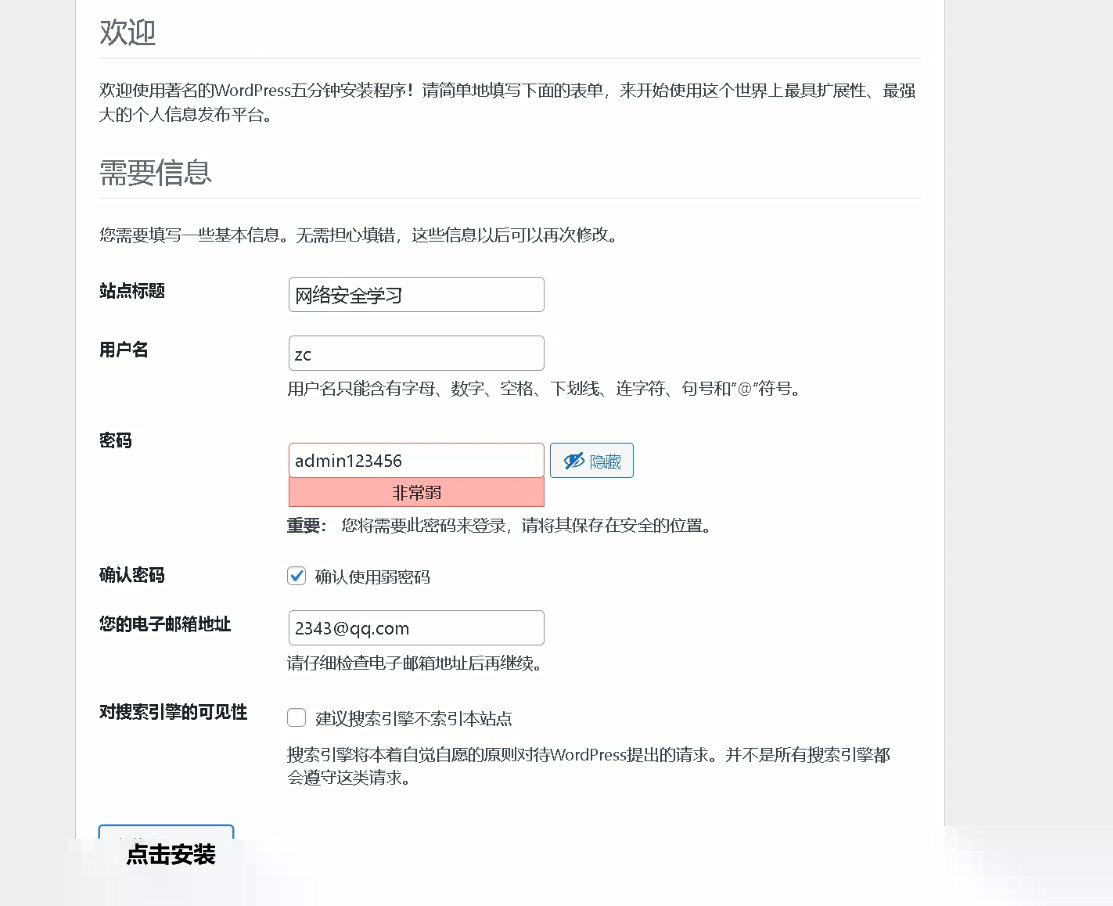 欢迎
欢迎使用著名的WordPress五分钟安装程序！请简单地填写下面的表单，来开始使用这个世界上最具扩展性、最强
大的个人信息发布平台。
需要信息
您需要填写一些基本信息。无需担心填错，这些信息以后可以再次修改。
站点标题 网络安全学习
用户名 zc
用户名只能含有字母、数字、空格、下划线、连字符、句号和"@"符号。
密码 admin123456 隐藏
非常弱
重要： 您将需要此密码来登录，请将其保存在安全的位置。
确认密码 确认使用弱密码
您的电子邮箱地址 2343@qq.com
请仔细检查电子邮箱地址后再继续。
对搜索引擎的可见性 建议搜索引擎不索引本站点
搜索引擎将本着自觉自愿的原则对待WordPress提出的请求。并不是所有搜索引擎都
会遵守这类请求。
点击安装